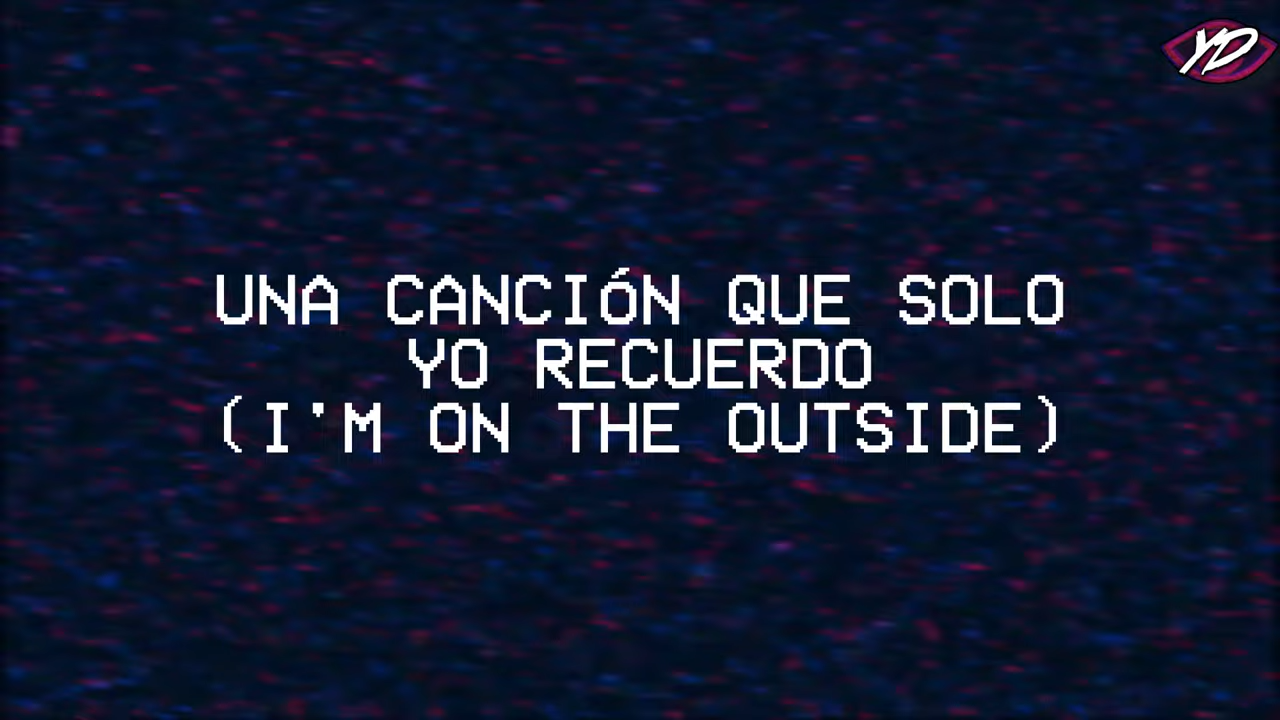 YD
UNA CANCIÓN QUE SOLO
YO RECUERDO
(I'M ON THE OUTSIDE)